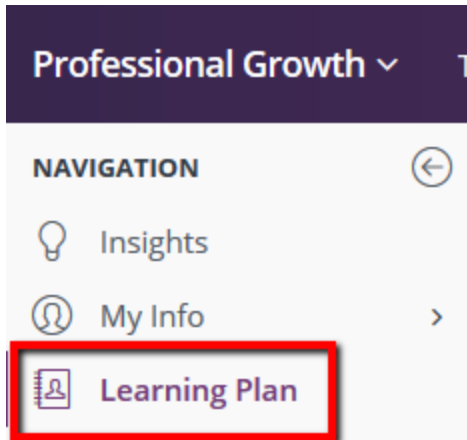 Professional Growth
NAVIGATION
Insights
My Info
Learning Plan